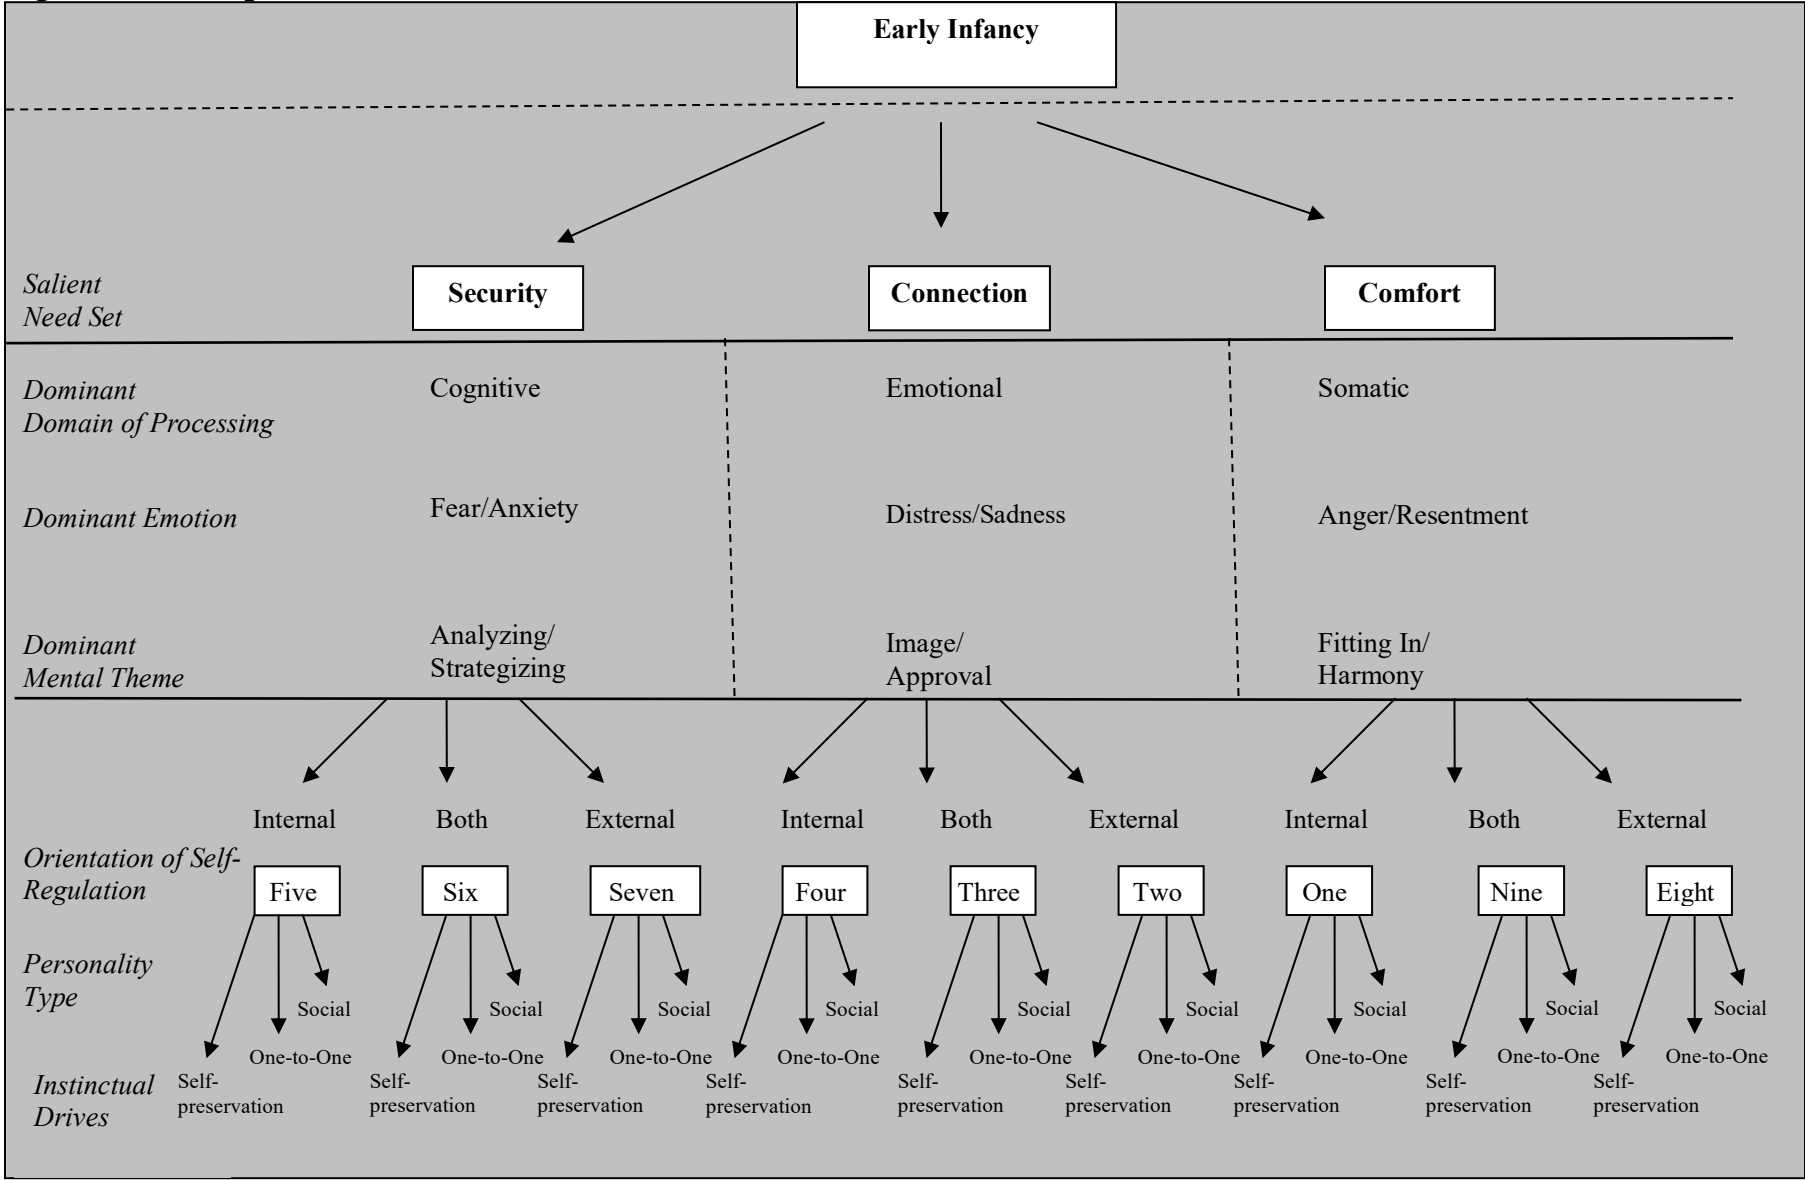 Early Infancy
Salient
Need Set
Security
Connection
Comfort
Dominant
Domain of Processing
Cognitive
Emotional
Somatic
Dominant Emotion
Fear/Anxiety
Distress/Sadness
Anger/Resentment
Dominant
Mental Theme
Analyzing/
Strategizing
Image/
Approval
Fitting In/
Harmony
Internal
Both
External
Internal
Both
External
Internal
Both
External
Orientation of Self-
Regulation
Five
Six
Seven
Four
Three
Two
One
Nine
Eight
Personality
Type
Social
Social
Social
Social
Social
Social
Social
Social
Social
One-to-One
One-to-One
One-to-One
One-to-One
One-to-One
One-to-One
One-to-One
One-to-One
One-to-One
Instinctual
Drives
Self-
preservation
Self-
preservation
Self-
preservation
Self-
preservation
Self-
preservation
Self-
preservation
Self-
preservation
Self-
preservation
Self-
preservation